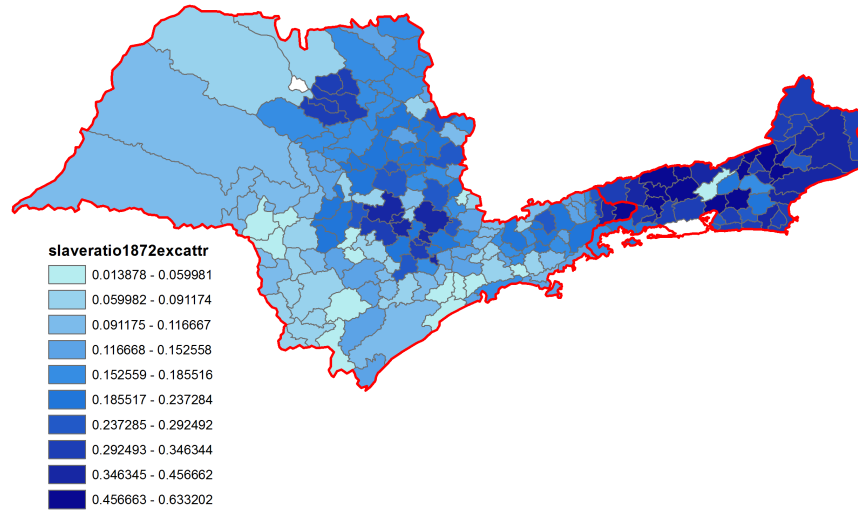 slaveratio1872excattr
0.013878 - 0.059981
0.059982 - 0.091174
0.091175 - 0.116667
0.116668 - 0.152558
0.152559 - 0.185516
0.185517 - 0.237284
0.237285 - 0.292492
0.292493 - 0.346344
0.346345 - 0.456662
0.456663 - 0.633202